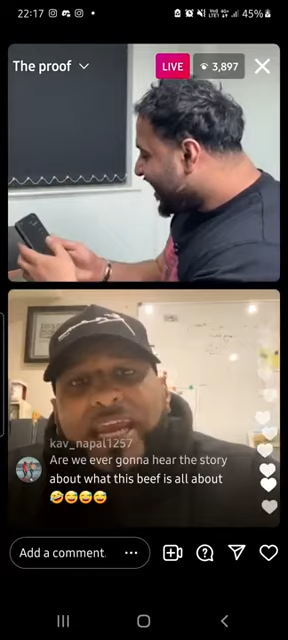 22:17
45%
The proof
LIVE
3,897
kav_napal1257
Are we ever gonna hear the story
about what this beef is all about
🤣😅😅😅
Add a comment